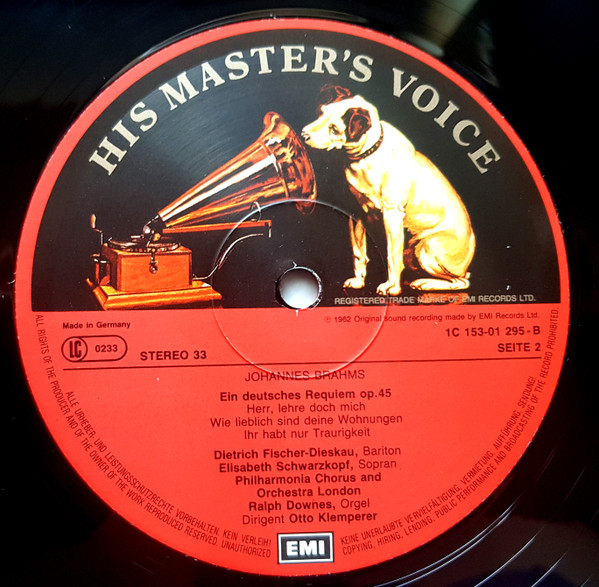 HIS MASTER'S VOICE
REGISTERED TRADE MARKE OF EMI RECORDS LTD.
Made in Germany
℗ 1962 Original sound recording made by EMI Records Ltd.
1C 153-01 295-B
LC 0233
STEREO 33
SEITE 2
JOHANNES BRAHMS
Ein deutsches Requiem op.45
Herr, lehre doch mich
Wie lieblich sind deine Wohnungen
Ihr habt nur Traurigkeit
Dietrich Fischer-Dieskau, Bariton
Elisabeth Schwarzkopf, Sopran
Philharmonia Chorus and
Orchestra London
Ralph Downes, Orgel
Dirigent Otto Klemperer
EMI
ALLE URHEBER- UND LEISTUNGSSCHUTZRECHTE VORBEHALTEN. KEIN VERLEIH!
KEINE UNERLAUBTE VERVIELFÄLTIGUNG, VERMIETUNG, AUFFÜHRUNG, SENDUNG!
ALL RIGHTS OF THE PRODUCER AND OF THE OWNER OF THE WORK REPRODUCED RESERVED. UNAUTHORIZED
COPYING, HIRING, LENDING, PUBLIC PERFORMANCE AND BROADCASTING OF THE RECORD PROHIBITED.